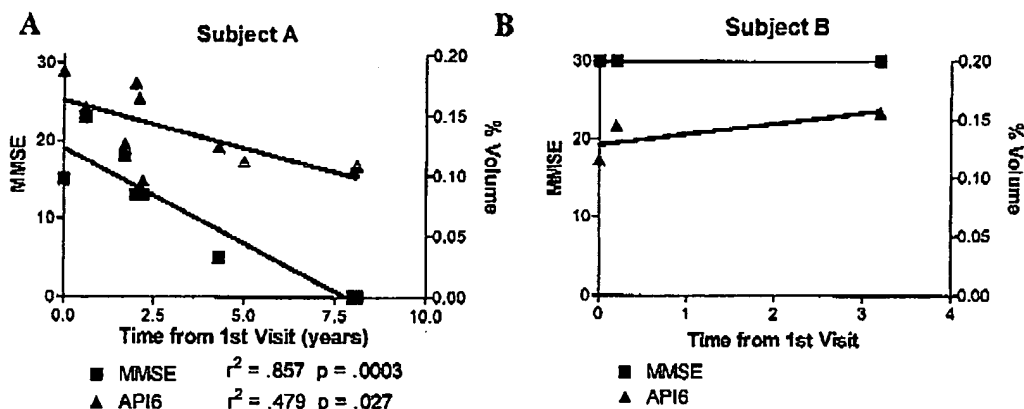 A
Subject A
30
20
10
0
MMSE
0.20
0.15
0.10
0.05
0.00
% Volume
0.0 2.5 5.0 7.5 10.0
Time from 1st Visit (years)
■ MMSE r² = .857 p = .0003
▲ API6 r² = .479 p = .027
B
Subject B
30
20
10
0
MMSE
0.20
0.15
0.10
0.05
0.00
% Volume
0 1 2 3 4
Time from 1st Visit
■ MMSE
▲ API6